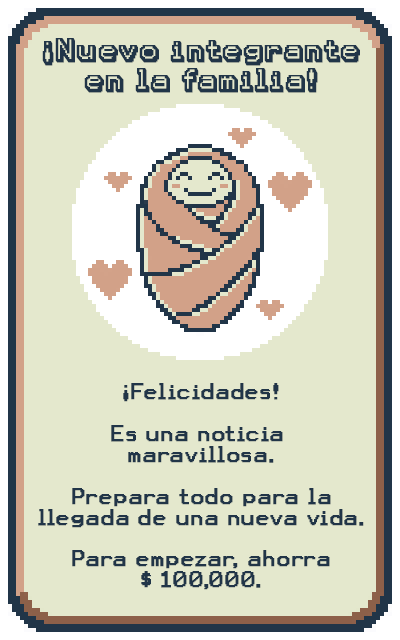 ¡Nuevo integrante
en la familia!
¡Felicidades!
Es una noticia
maravillosa.
Prepara todo para la
llegada de una nueva vida.
Para empezar, ahorra
$ 100,000.